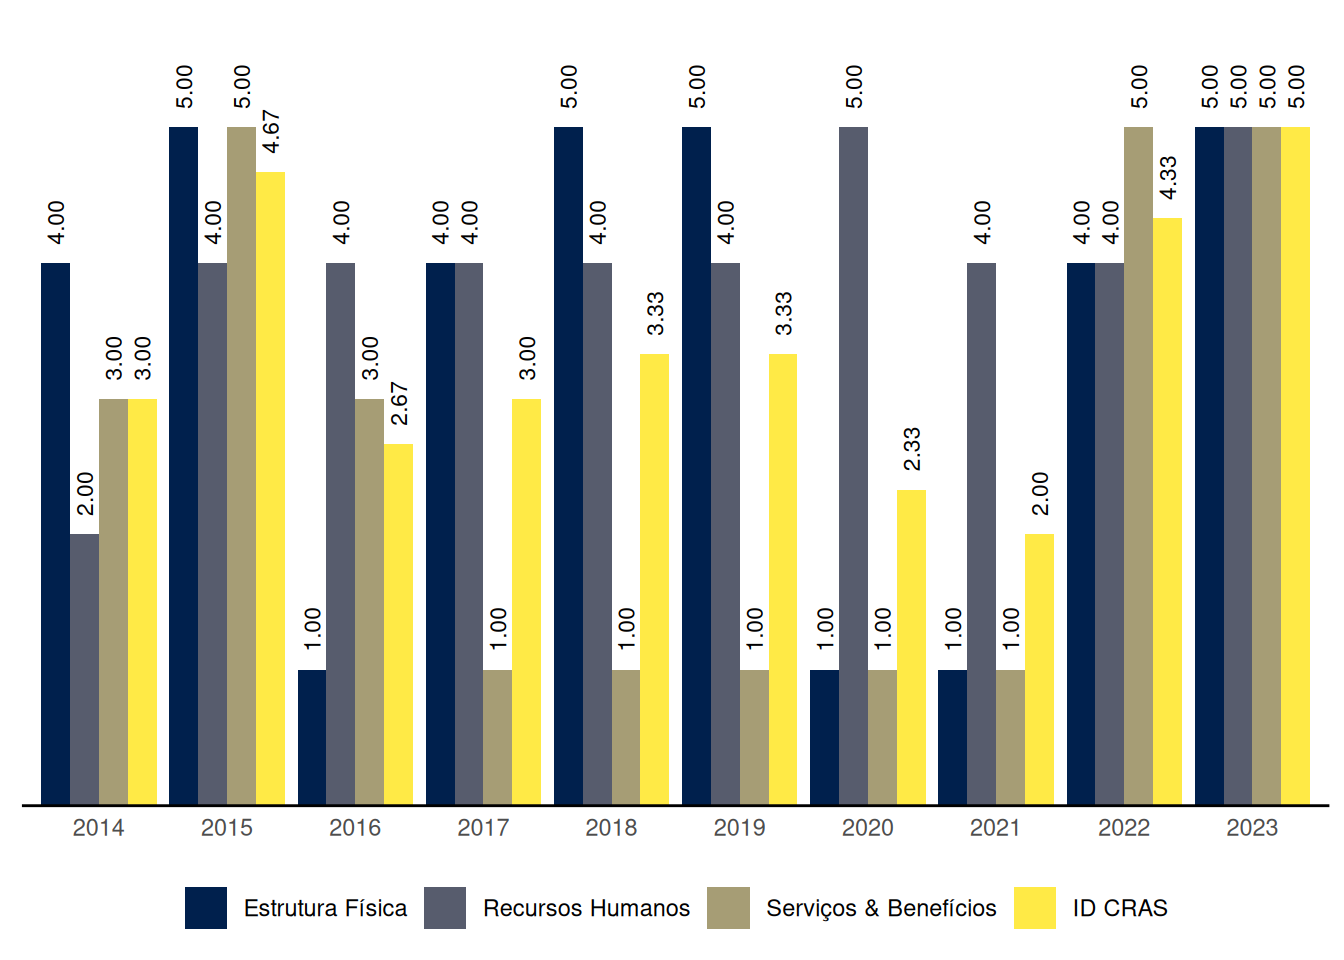 5.00 5.00 5.00 5.00 5.00 5.00 5.00 5.00 5.00 5.00
4.67
4.33
4.00 4.00 4.00 4.00 4.00 4.00 4.00 4.00 4.00 4.00
3.33 3.33
3.00 3.00 3.00 3.00
2.67
2.33
2.00 2.00
1.00 1.00 1.00 1.00 1.00 1.00 1.00 1.00
2014 2015 2016 2017 2018 2019 2020 2021 2022 2023
Estrutura Física Recursos Humanos Serviços & Benefícios ID CRAS